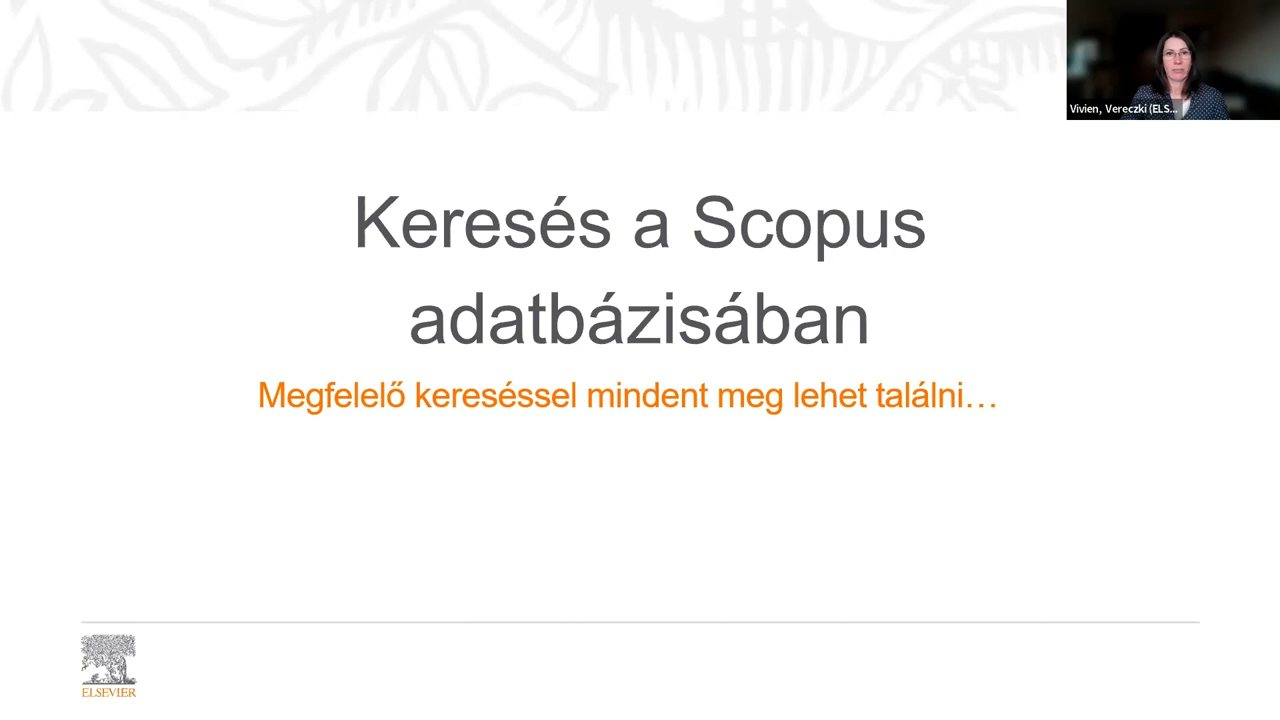 Vivien, Vereczki (ELS...
Keresés a Scopus
adatbázisában
Megfelelő kereséssel mindent meg lehet találni…
ELSEVIER